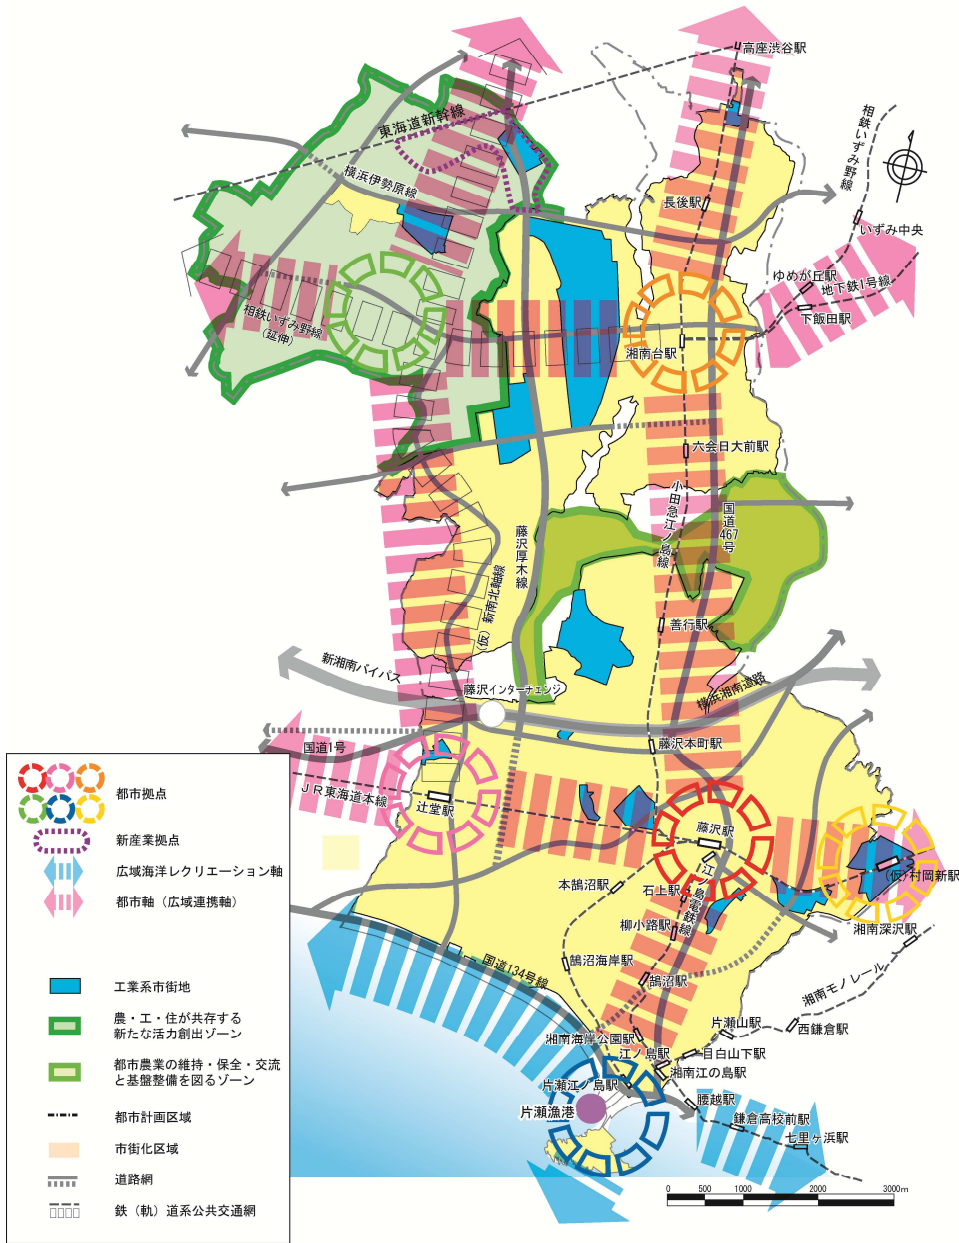 高座渋谷駅
東海道新幹線
相鉄いずみ野線
横浜伊勢原線
長後駅
いずみ中央
ゆめが丘駅
地下鉄1号線
下飯田駅
相鉄いずみ野線
(延伸)
湘南台駅
六会日大前駅
小田急江ノ島線
国道467号
藤沢厚木線
(仮)新南北軸線
善行駅
新湘南バイパス
藤沢インターチェンジ
横浜湘南道路
国道1号
藤沢本町駅
JR東海道本線
辻堂駅
藤沢駅
(仮)村岡新駅
本鵠沼駅
石上駅
江ノ島電鉄線
柳小路駅
湘南深沢駅
鵠沼海岸駅
国道134号線
鵠沼駅
湘南モノレール
西鎌倉駅
片瀬山駅
湘南海岸公園駅
江ノ島駅
目白山下駅
湘南江の島駅
片瀬江ノ島駅
片瀬漁港
腰越駅
鎌倉高校前駅
七里ヶ浜駅
0 500 1000 2000 3000m
都市拠点
新産業拠点
広域海洋レクリエーション軸
都市軸（広域連携軸）
工業系市街地
農・工・住が共存する
新たな活力創出ゾーン
都市農業の維持・保全・交流
と基盤整備を図るゾーン
都市計画区域
市街化区域
道路網
鉄（軌）道系公共交通網